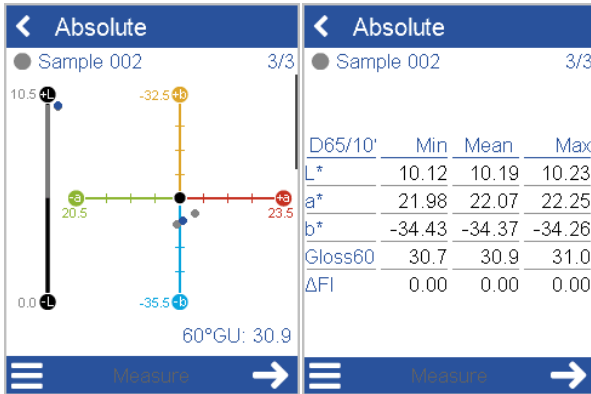 Absolute
Sample 002 3/3
10.5 +L -32.5 +b
-a +a
20.5 23.5
0.0 -L -35.5 -b
60°GU: 30.9
Measure
Absolute
Sample 002 3/3
D65/10' Min Mean Max
L* 10.12 10.19 10.23
a* 21.98 22.07 22.25
b* -34.43 -34.37 -34.26
Gloss60 30.7 30.9 31.0
ΔFl 0.00 0.00 0.00
Measure